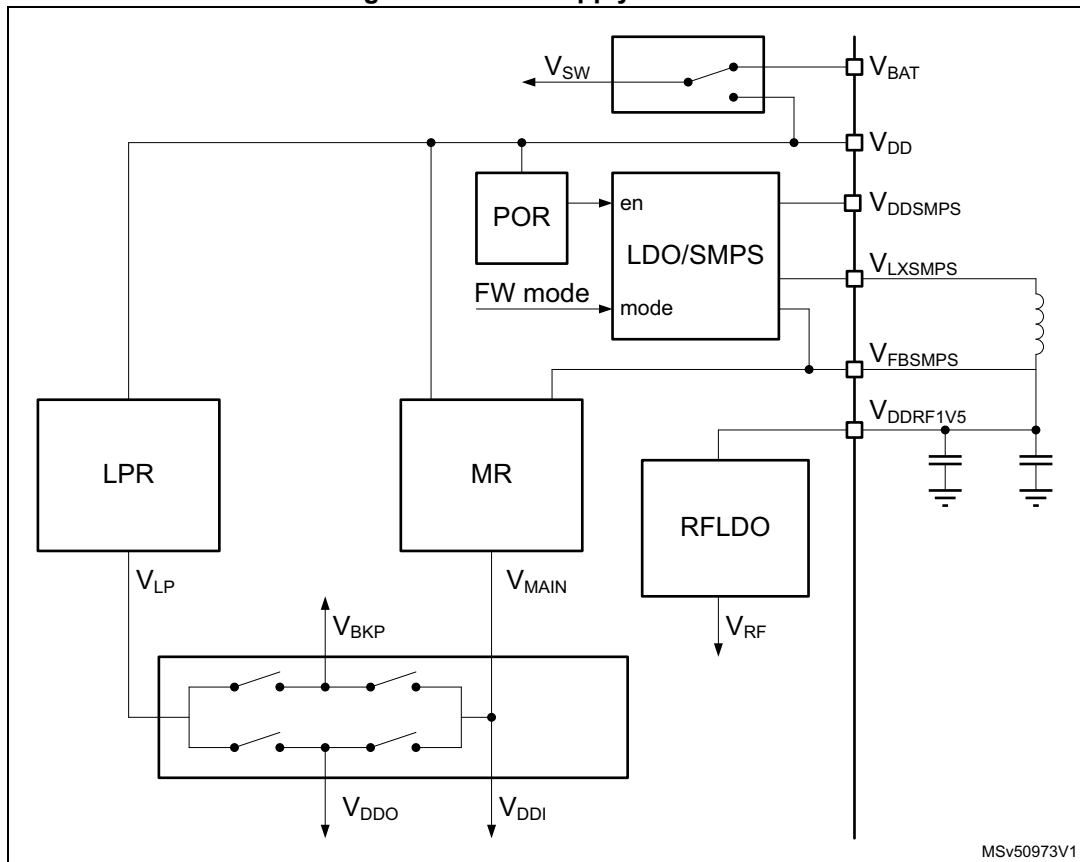 V_SW
V_BAT
V_DD
POR
en
LDO/SMPS
V_DDSMPS
V_LXSMPS
FW mode
mode
V_FBSMPS
V_DDRF1V5
LPR
MR
RFLDO
V_LP
V_MAIN
V_BKP
V_RF
V_DDO
V_DDI
MSv50973V1